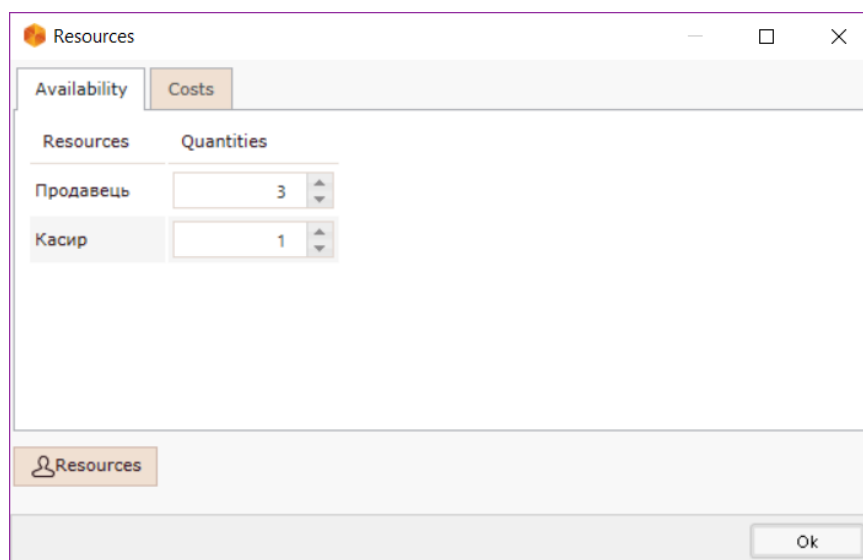 Resources
Availability Costs
Resources Quantities
Продавець 3
Касир 1
Resources
Ok